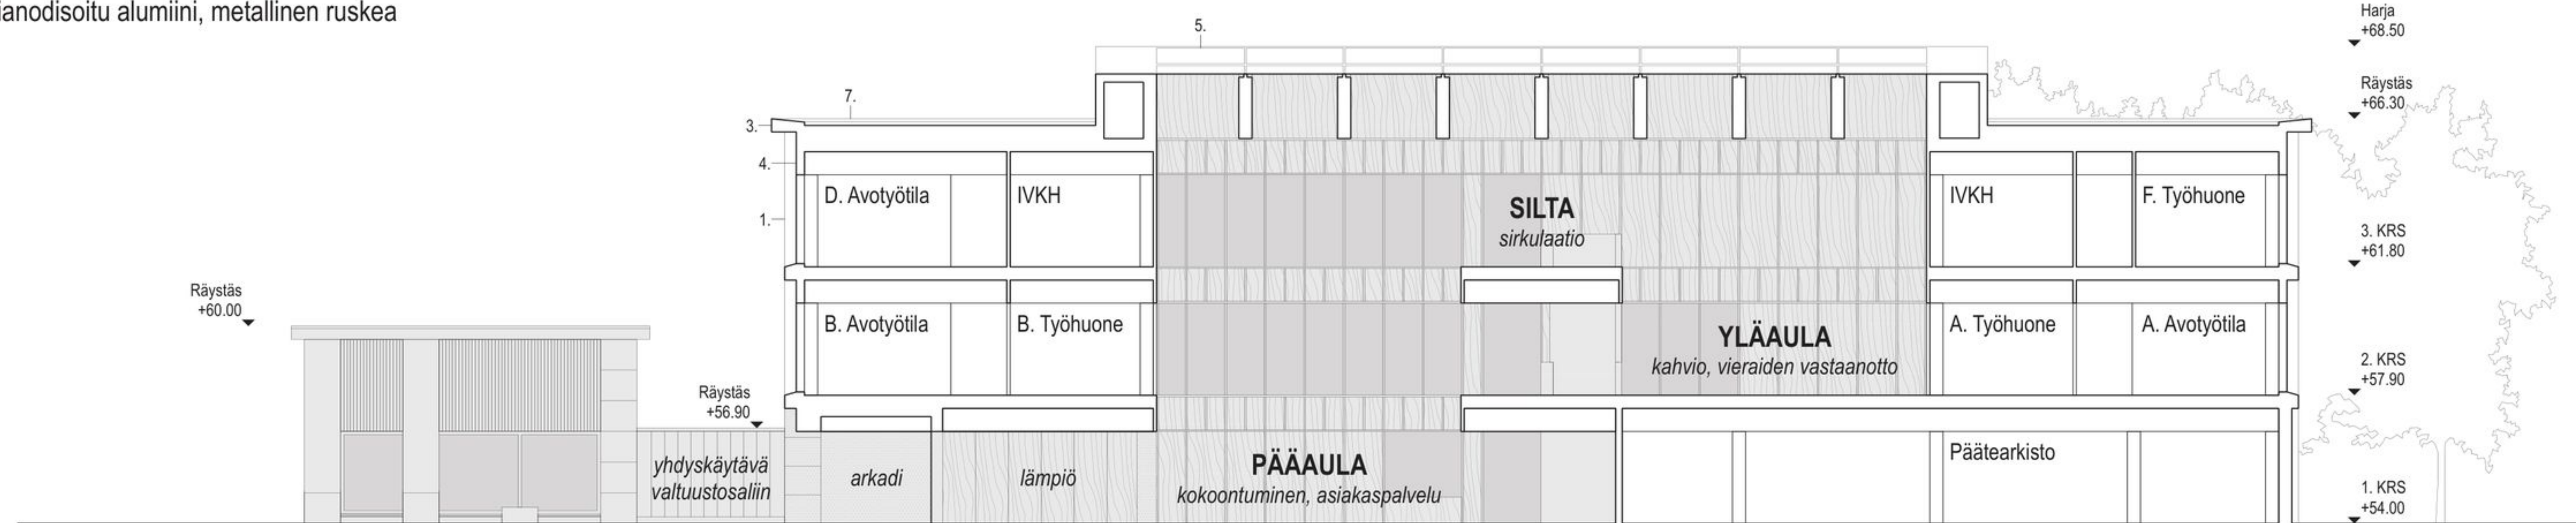 anodisoitu alumiini, metallinen ruskea
5.
Harja
+68.50
Räystäs
+66.30
7.
3.
4.
1.
D. Avotyötila
IVKH
SILTA
sirkulaatio
IVKH
F. Työhuone
3. KRS
+61.80
Räystäs
+60.00
B. Avotyötila
B. Työhuone
YLÄAULA
kahvio, vieraiden vastaanotto
A. Työhuone
A. Avotyötila
2. KRS
+57.90
Räystäs
+56.90
yhdyskäytävä
valtuustosaliin
arkadi
lämpiö
PÄÄAULA
kokoontuminen, asiakaspalvelu
Päätearkisto
1. KRS
+54.00